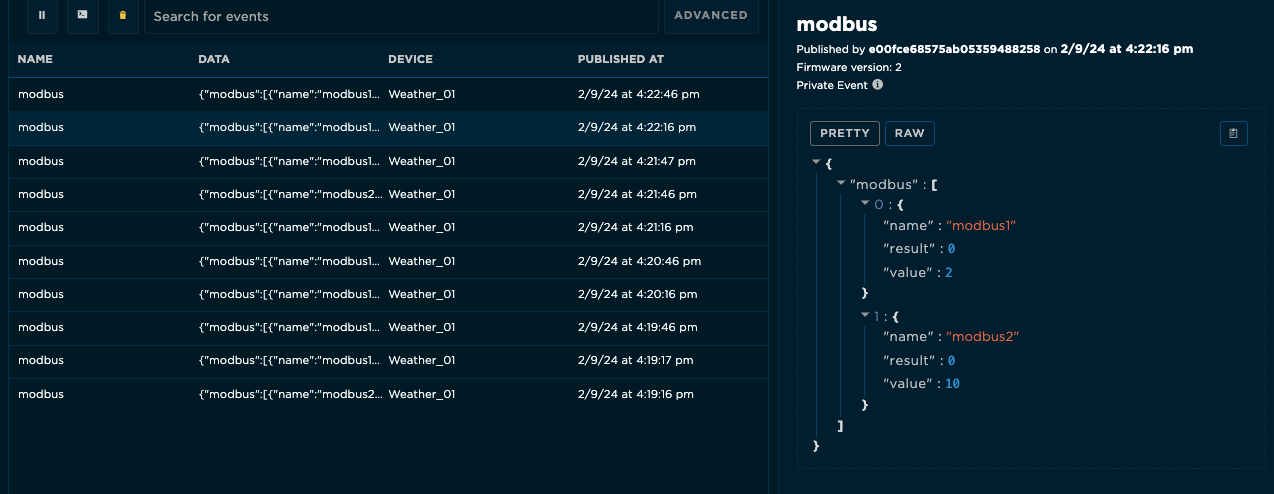 Search for events
ADVANCED
NAME DATA DEVICE PUBLISHED AT
modbus {"modbus":[{"name":"modbus1... Weather_01 2/9/24 at 4:22:46 pm
modbus {"modbus":[{"name":"modbus1... Weather_01 2/9/24 at 4:22:16 pm
modbus {"modbus":[{"name":"modbus1... Weather_01 2/9/24 at 4:21:47 pm
modbus {"modbus":[{"name":"modbus2... Weather_01 2/9/24 at 4:21:46 pm
modbus {"modbus":[{"name":"modbus1... Weather_01 2/9/24 at 4:21:16 pm
modbus {"modbus":[{"name":"modbus1... Weather_01 2/9/24 at 4:20:46 pm
modbus {"modbus":[{"name":"modbus1... Weather_01 2/9/24 at 4:20:16 pm
modbus {"modbus":[{"name":"modbus1... Weather_01 2/9/24 at 4:19:46 pm
modbus {"modbus":[{"name":"modbus1... Weather_01 2/9/24 at 4:19:17 pm
modbus {"modbus":[{"name":"modbus2... Weather_01 2/9/24 at 4:19:16 pm
modbus
Published by e00fce68575ab05359488258 on 2/9/24 at 4:22:16 pm
Firmware version: 2
Private Event
PRETTY RAW
{
"modbus" : [
0 : {
"name" : "modbus1"
"result" : 0
"value" : 2
}
1 : {
"name" : "modbus2"
"result" : 0
"value" : 10
}
]
}